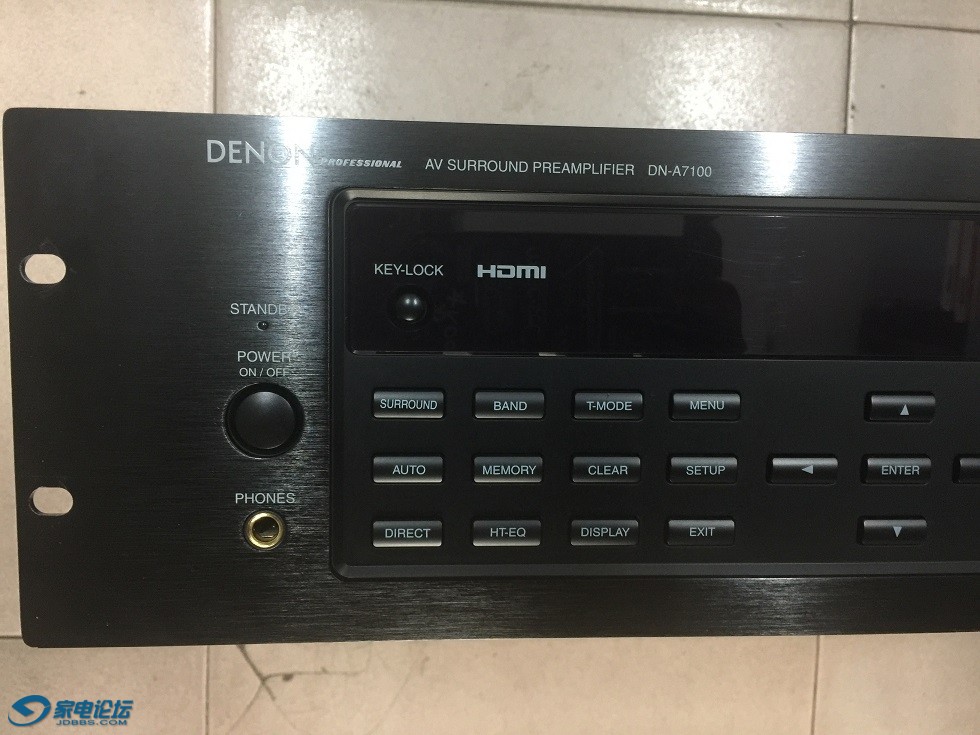 DENON PROFESSIONAL AV SURROUND PREAMPLIFIER DN-A7100
KEY-LOCK HDMI
STANDBY
POWER
ON / OFF
SURROUND BAND T-MODE MENU ▲
AUTO MEMORY CLEAR SETUP ◀ ENTER
PHONES
DIRECT HT-EQ DISPLAY EXIT ▼
家电论坛
JDBBS.COM